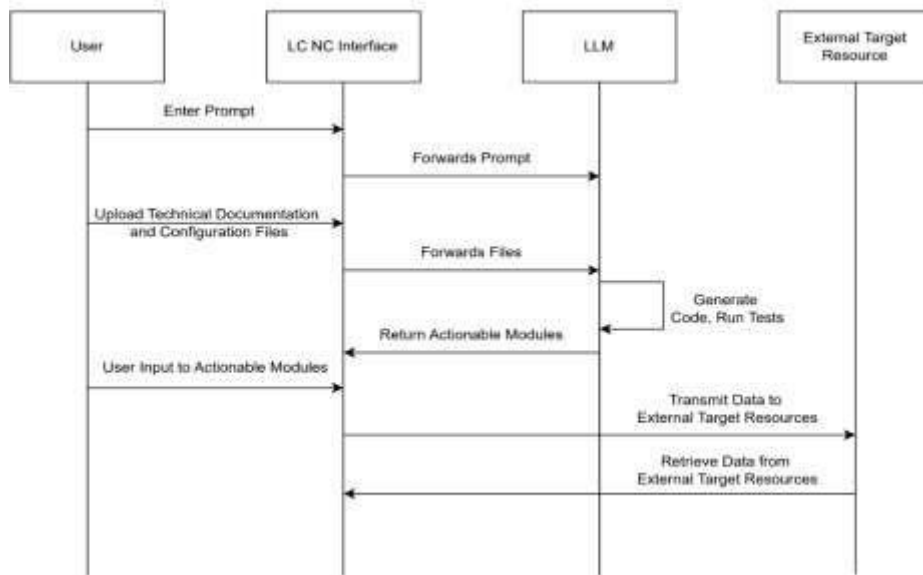 User
LC NC Interface
LLM
External Target
Resource
Enter Prompt
Forwards Prompt
Upload Technical Documentation
and Configuration Files
Forwards Files
Generate
Code, Run Tests
Return Actionable Modules
User Input to Actionable Modules
Transmit Data to
External Target Resources
Retrieve Data from
External Target Resources